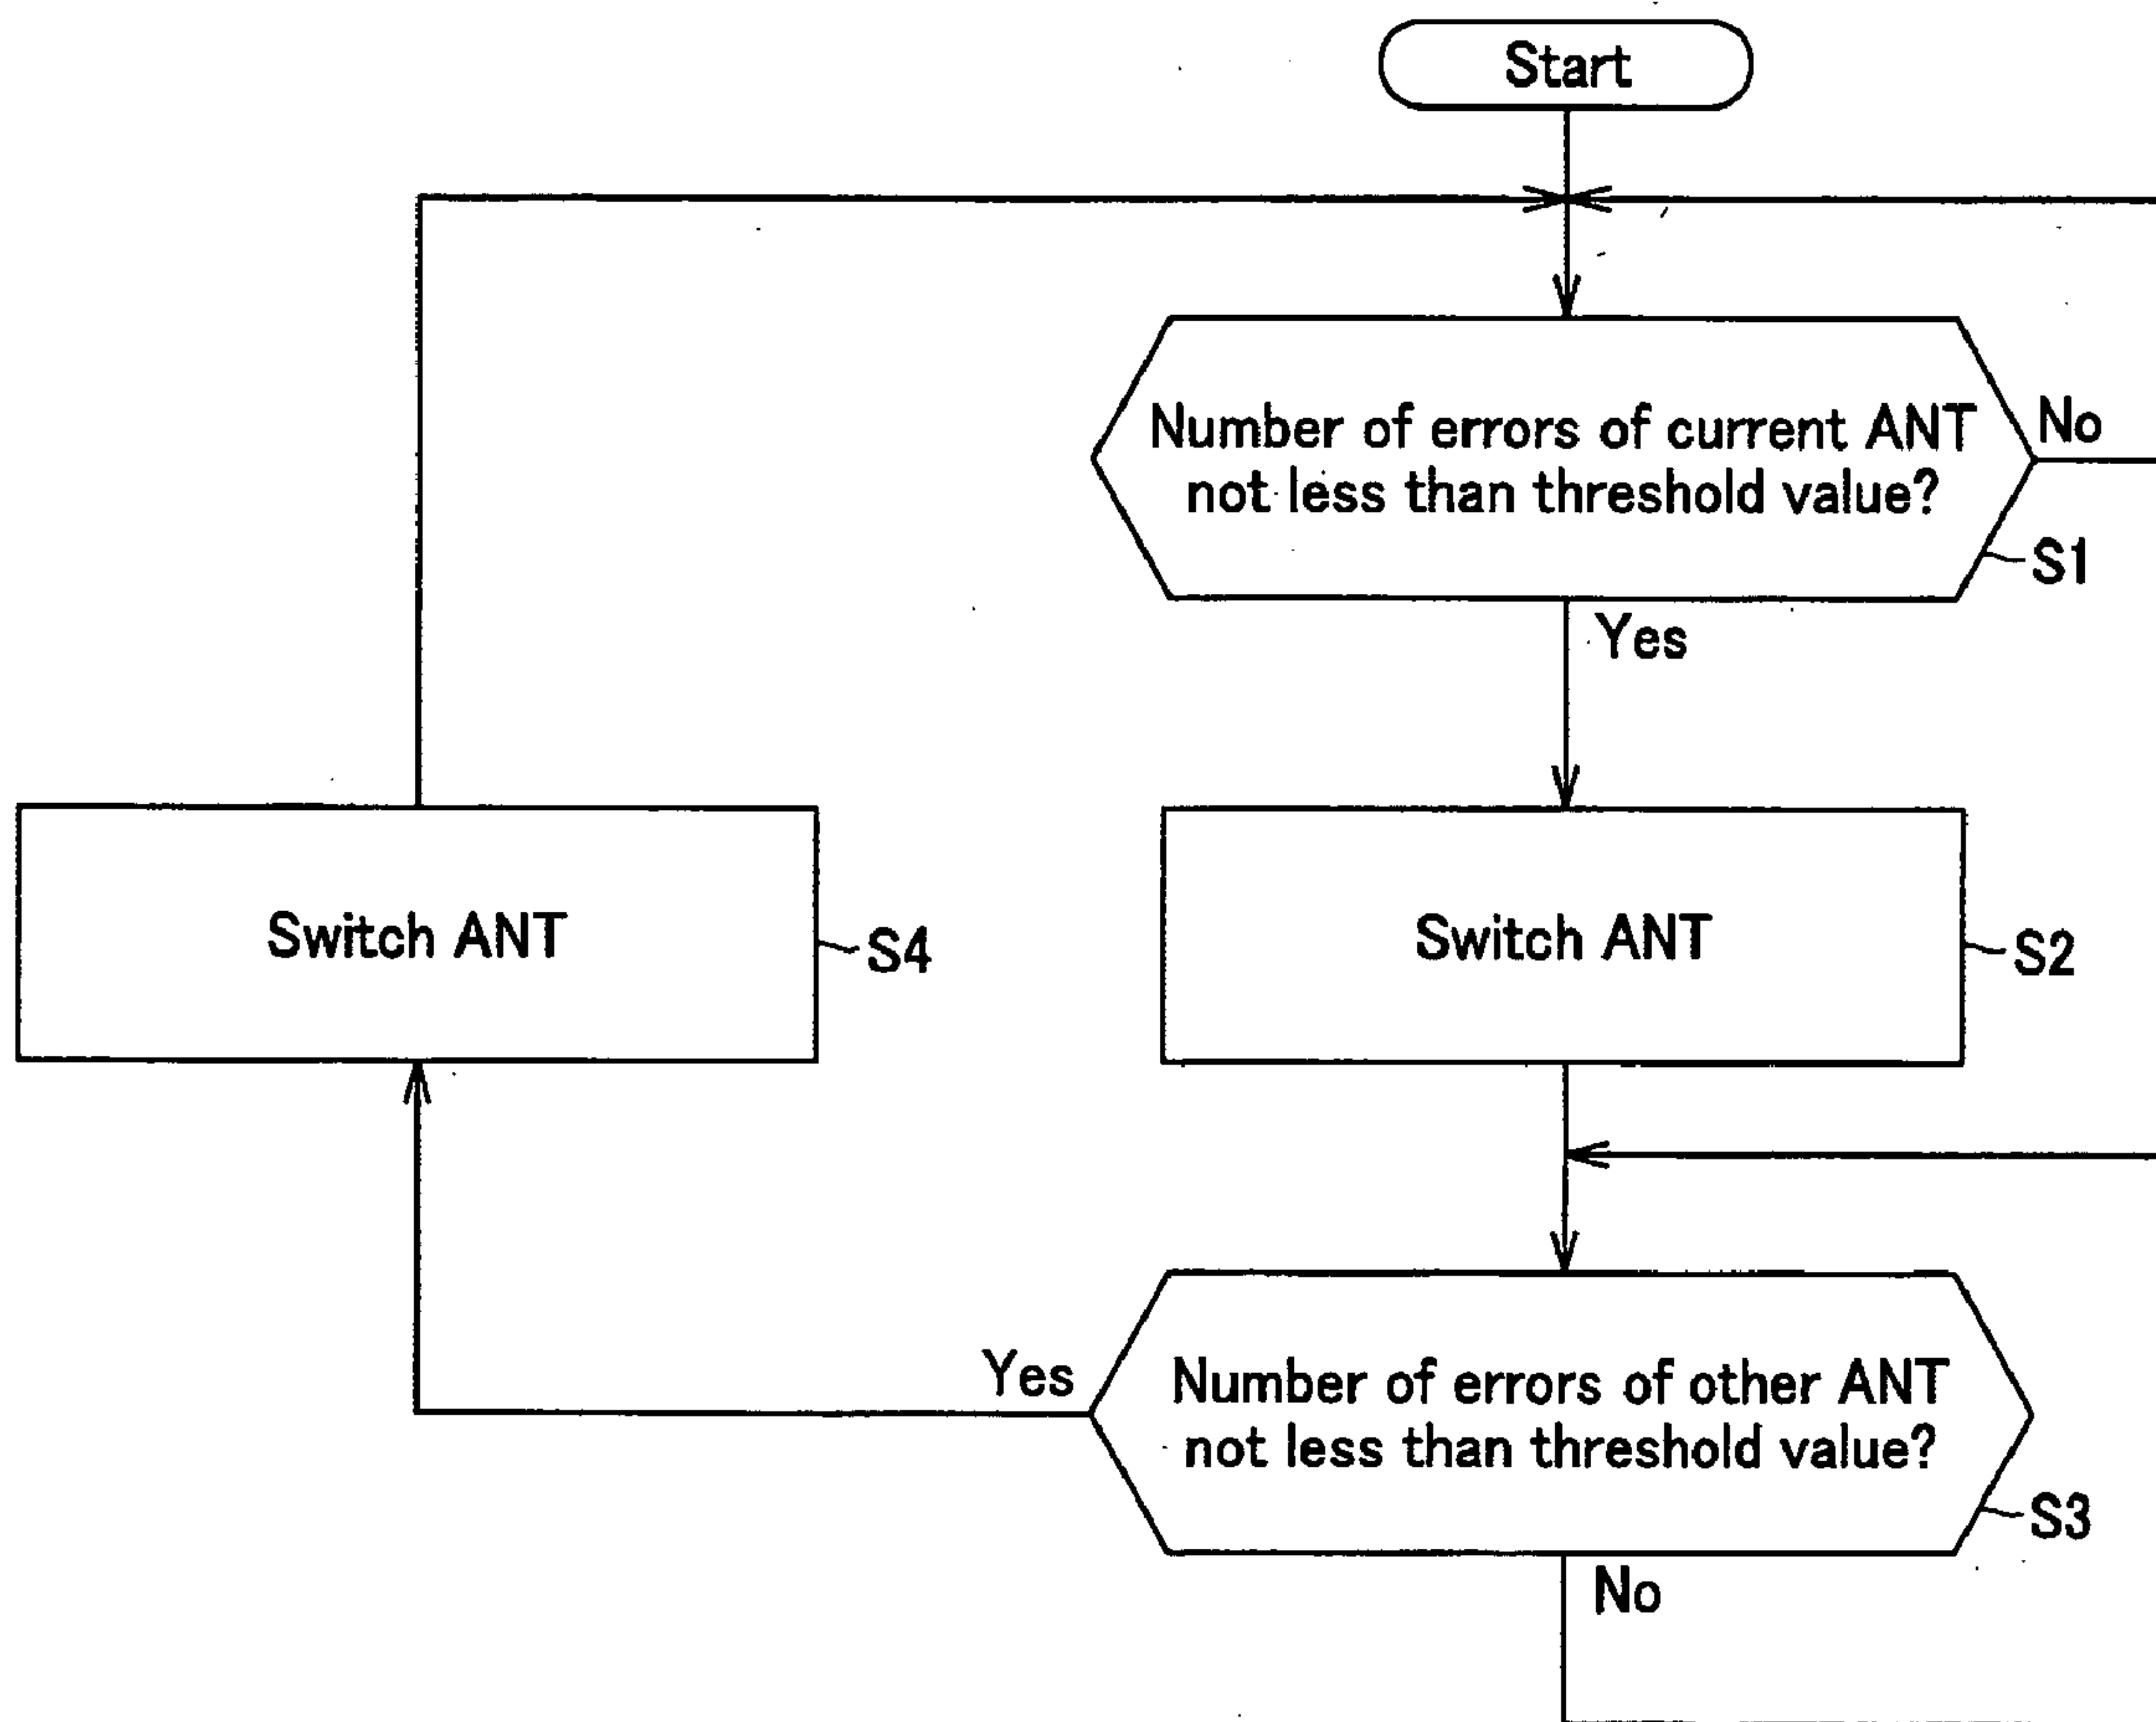 Start
Number of errors of current ANT
not less than threshold value?
No
S1
Yes
Switch ANT
S4
Switch ANT
S2
Yes
Number of errors of other ANT
not less than threshold value?
S3
No